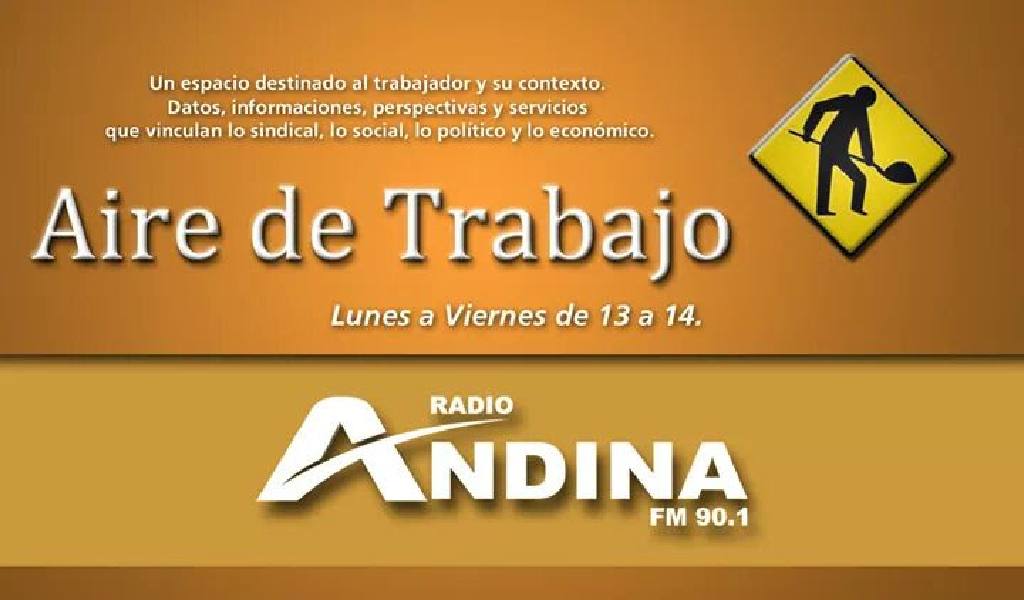 Un espacio destinado al trabajador y su contexto.
Datos, informaciones, perspectivas y servicios
que vinculan lo sindical, lo social, lo político y lo económico.
Aire de Trabajo
Lunes a Viernes de 13 a 14.
RADIO
ANDINA
FM 90.1